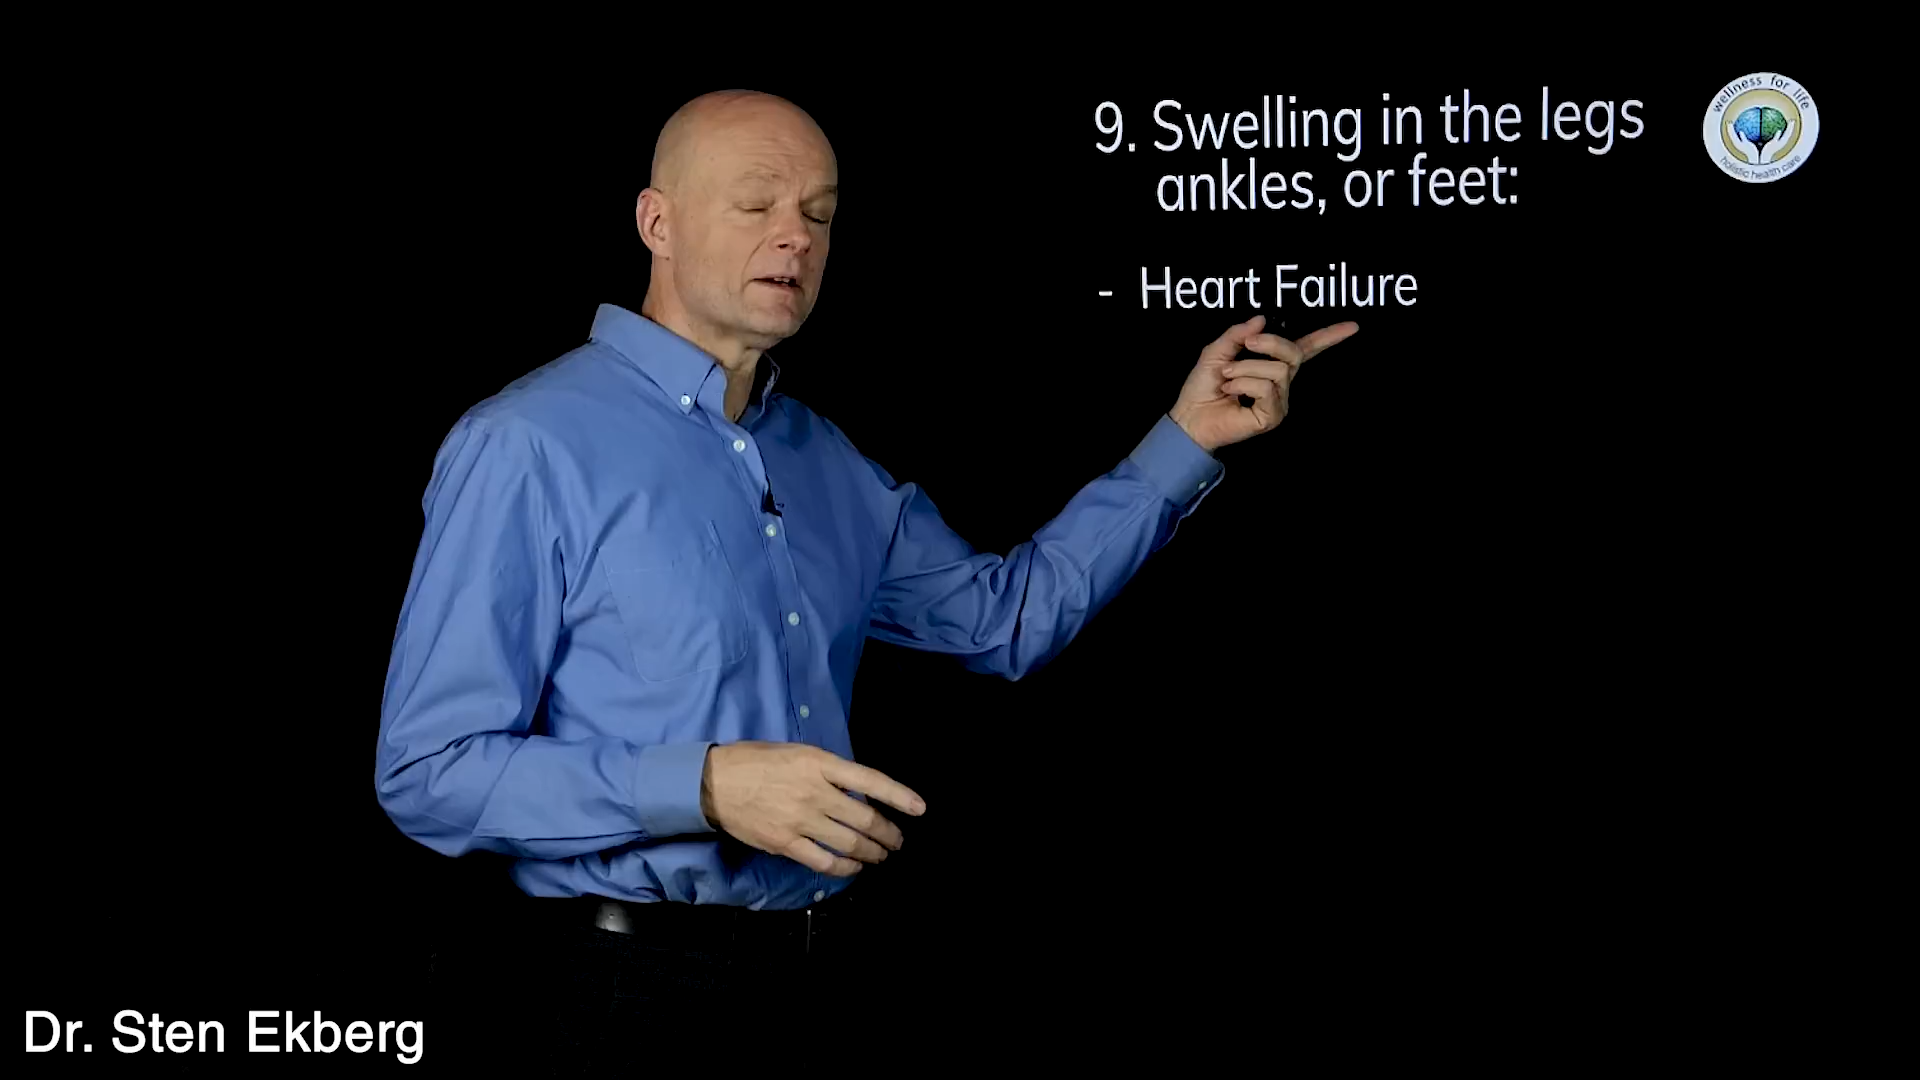 9. Swelling in the legs
ankles, or feet:
- Heart Failure
wellness for life
holistic health care
Dr. Sten Ekberg